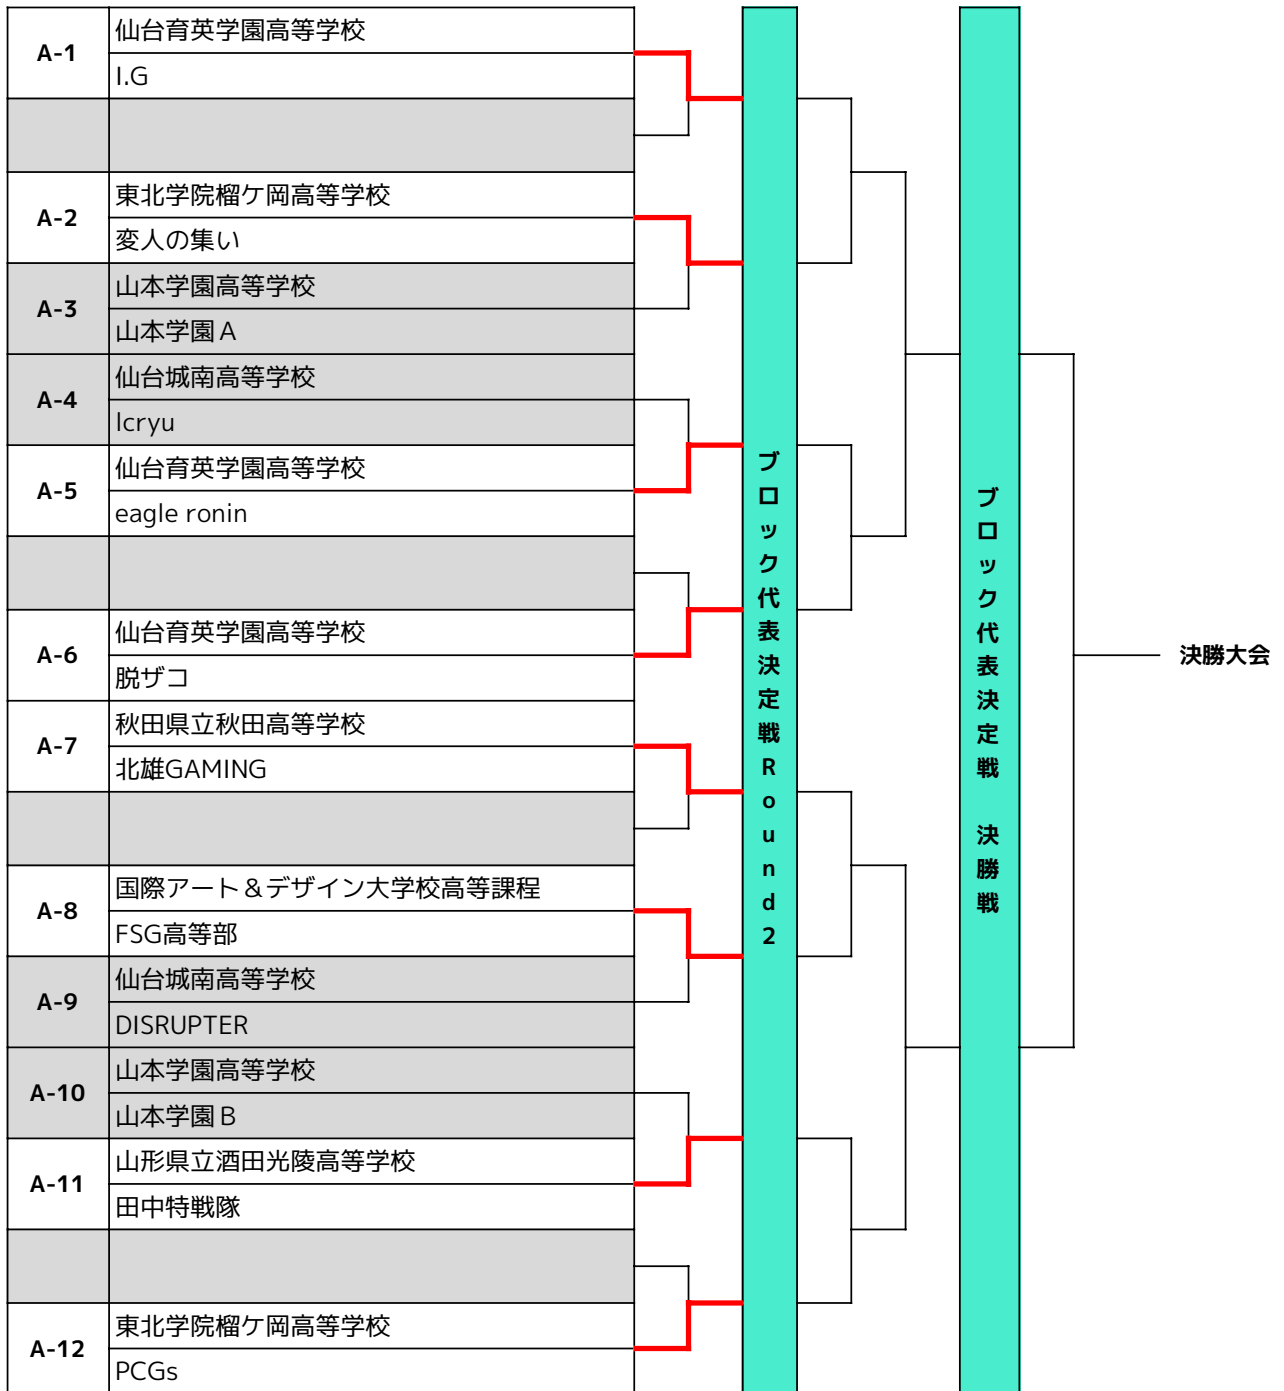 A-1
仙台育英学園高等学校
I.G
A-2
東北学院榴ケ岡高等学校
変人の集い
A-3
山本学園高等学校
山本学園A
A-4
仙台城南高等学校
lcryu
A-5
仙台育英学園高等学校
eagle ronin
A-6
仙台育英学園高等学校
脱ザコ
A-7
秋田県立秋田高等学校
北雄GAMING
A-8
国際アート＆デザイン大学校高等課程
FSG高等部
A-9
仙台城南高等学校
DISRUPTER
A-10
山本学園高等学校
山本学園B
A-11
山形県立酒田光陵高等学校
田中特戦隊
A-12
東北学院榴ケ岡高等学校
PCGs
ブロック代表決定戦Round2
ブロック代表決定戦　決勝戦
決勝大会